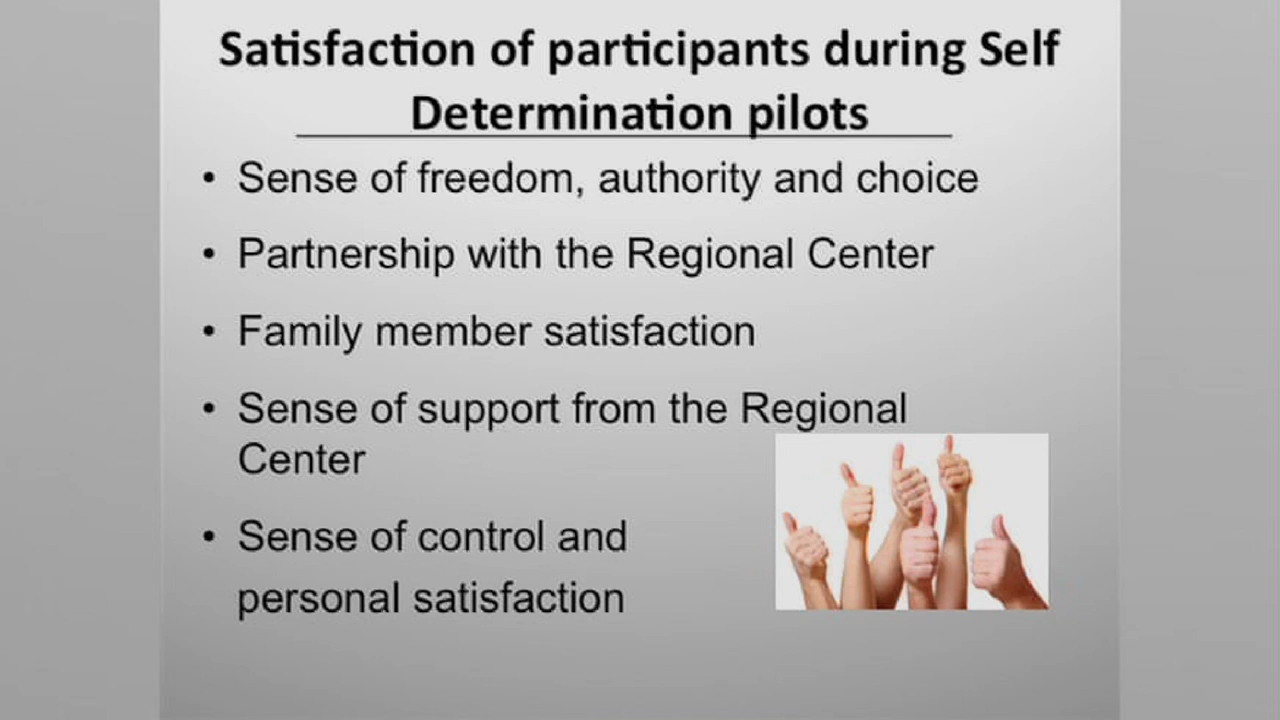 Satisfaction of participants during Self
Determination pilots
• Sense of freedom, authority and choice
• Partnership with the Regional Center
• Family member satisfaction
• Sense of support from the Regional
Center
• Sense of control and
personal satisfaction